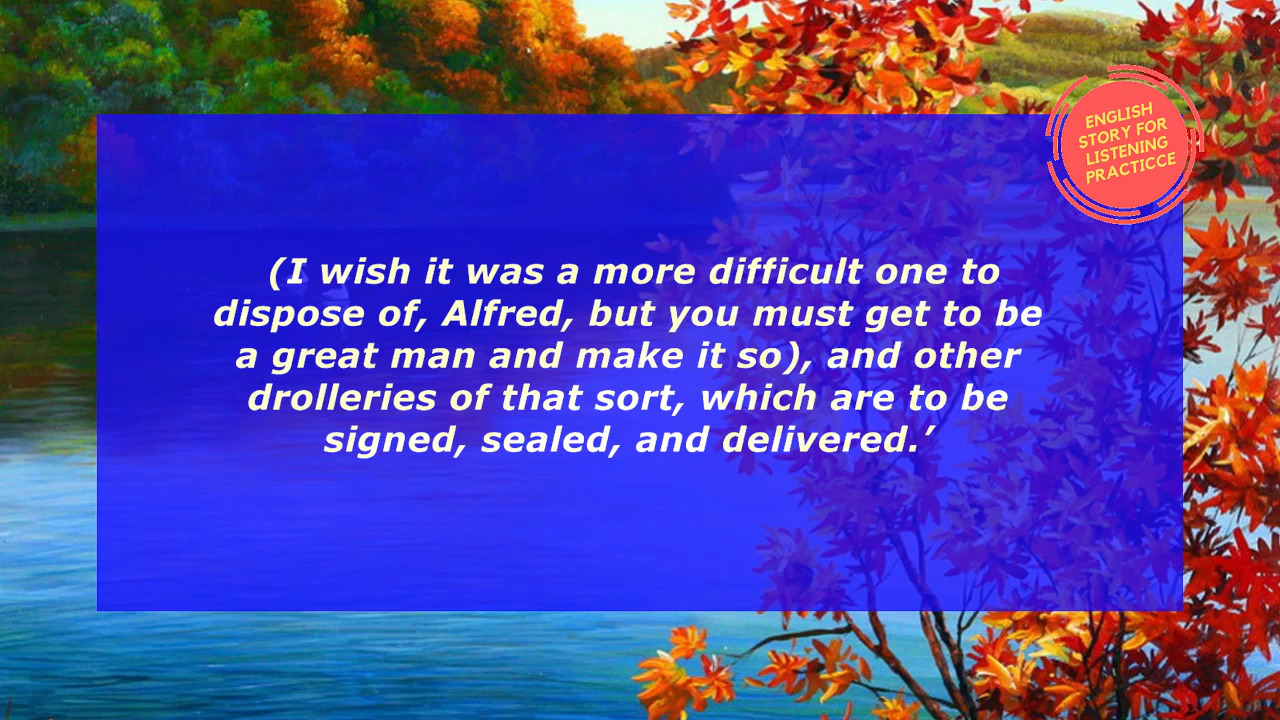 ENGLISH
STORY FOR
LISTENING
PRACTICCE
(I wish it was a more difficult one to
dispose of, Alfred, but you must get to be
a great man and make it so), and other
drolleries of that sort, which are to be
signed, sealed, and delivered.’